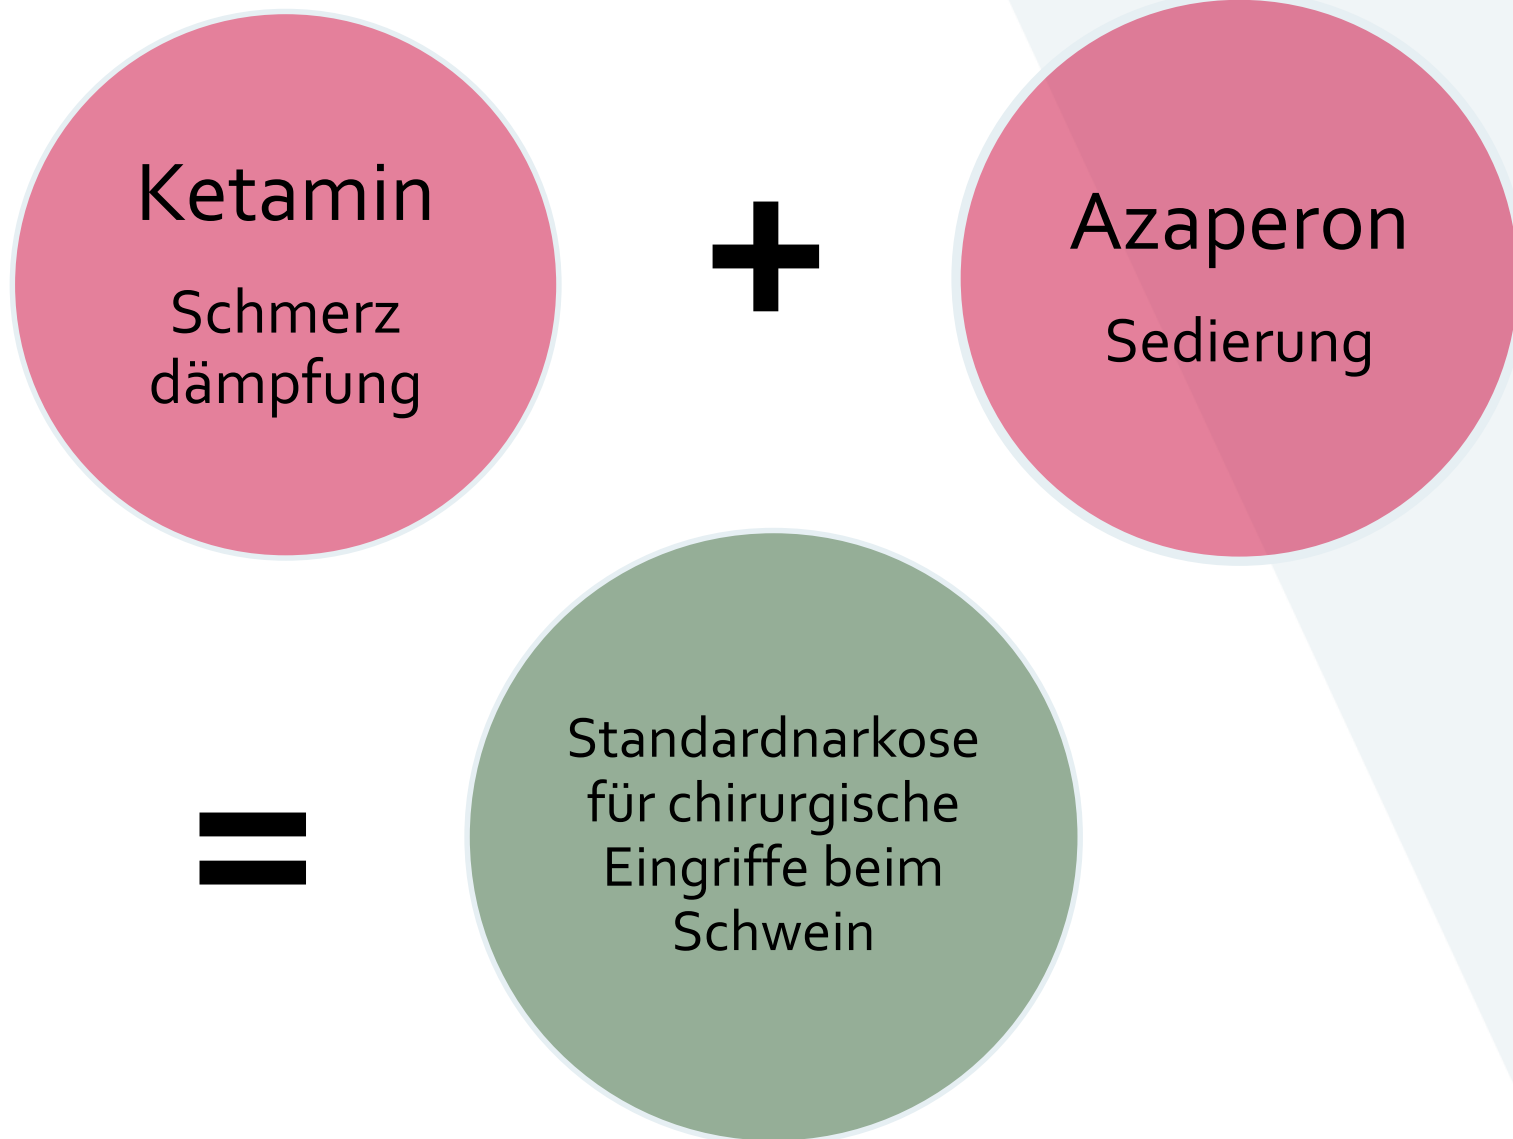 Ketamin
Schmerz
dämpfung
+
Azaperon
Sedierung
=
Standardnarkose
für chirurgische
Eingriffe beim
Schwein